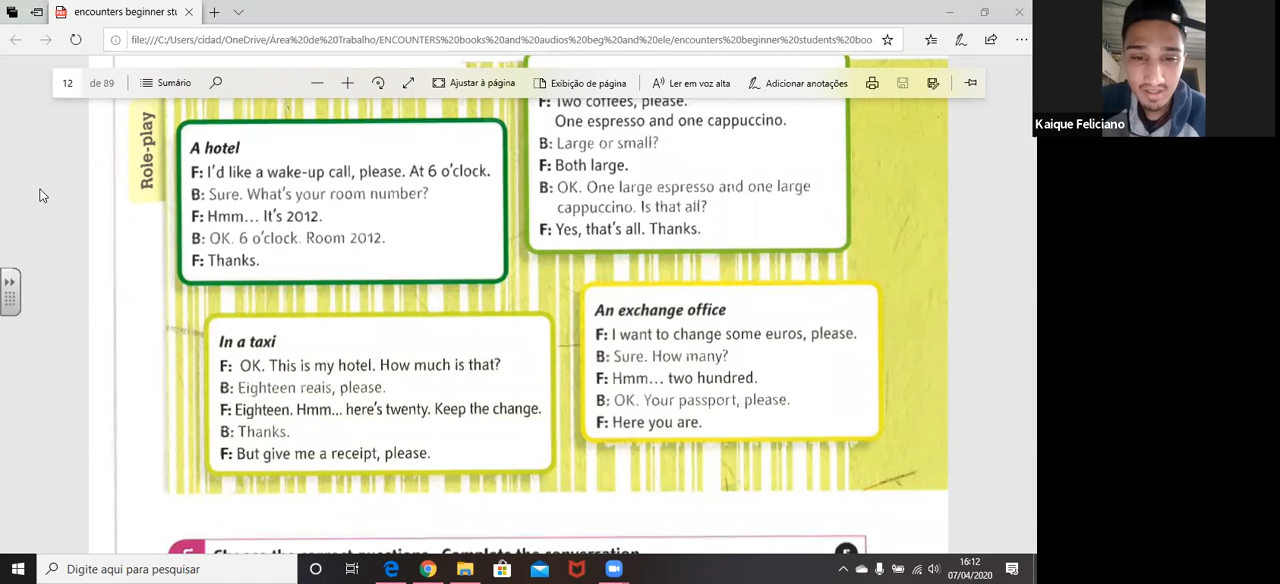 encounters beginner stu
file:///C:/Users/cidad/OneDrive/Área%20de%20Trabalho/ENCOUNTERS%20books%20and%20audios%20beg%20and%20ele/encounters%20beginner%20students%20boo
12 de 89 Sumário Ajustar à página Exibição de página Ler em voz alta Adicionar anotações
Kaique Feliciano
Role-play
A hotel
F: I'd like a wake-up call, please. At 6 o'clock.
B: Sure. What's your room number?
F: Hmm... It's 2012.
B: OK. 6 o'clock. Room 2012.
F: Thanks.
F: Two coffees, please.
One espresso and one cappuccino.
B: Large or small?
F: Both large.
B: OK. One large espresso and one large
cappuccino. Is that all?
F: Yes, that's all. Thanks.
In a taxi
F: OK. This is my hotel. How much is that?
B: Eighteen reais, please.
F: Eighteen. Hmm... here's twenty. Keep the change.
B: Thanks.
F: But give me a receipt, please.
An exchange office
F: I want to change some euros, please.
B: Sure. How many?
F: Hmm... two hundred.
B: OK. Your passport, please.
F: Here you are.
Choose the correct questions. Complete the conversation
Digite aqui para pesquisar
16:12
07/04/2020